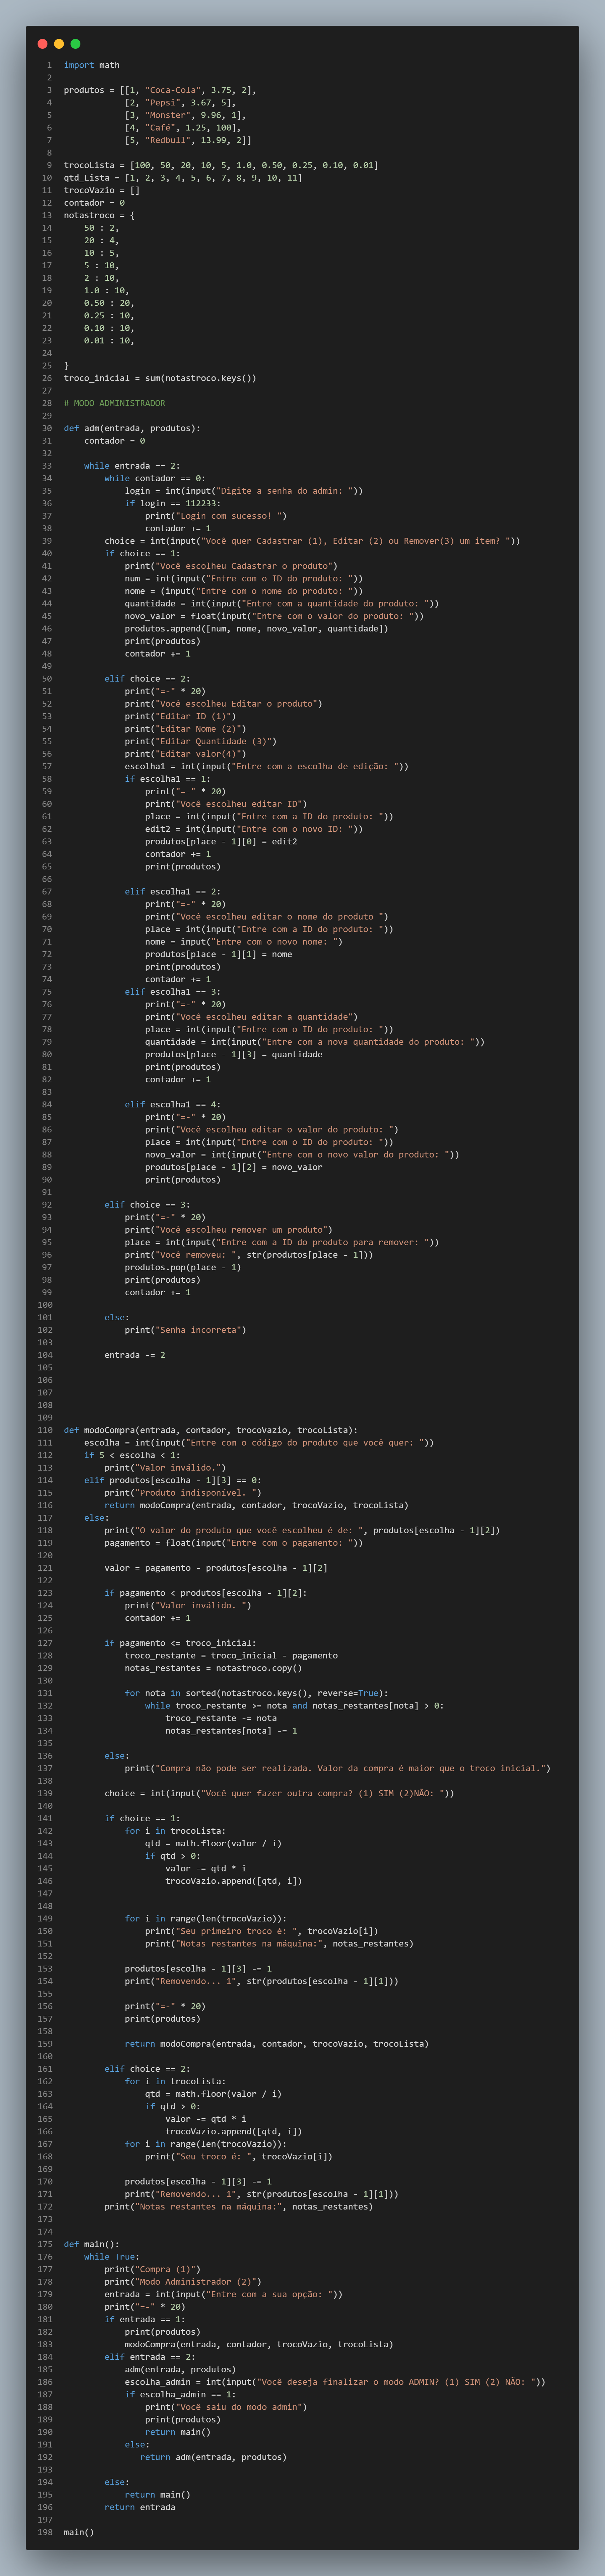 1 import math
2
3 produtos = [[1, "Coca-Cola", 3.75, 2],
4             [2, "Pepsi", 3.67, 5],
5             [3, "Monster", 9.96, 1],
6             [4, "Café", 1.25, 100],
7             [5, "Redbull", 13.99, 2]]
8
9 trocoLista = [100, 50, 20, 10, 5, 1.0, 0.50, 0.25, 0.10, 0.01]
10 qtd_Lista = [1, 2, 3, 4, 5, 6, 7, 8, 9, 10, 11]
11 trocoVazio = []
12 contador = 0
13 notastroco = {
14     50 : 2,
15     20 : 4,
16     10 : 5,
17     5 : 10,
18     2 : 10,
19     1.0 : 10,
20     0.50 : 20,
21     0.25 : 10,
22     0.10 : 10,
23     0.01 : 10,
24
25 }
26 troco_inicial = sum(notastroco.keys())
27
28 # MODO ADMINISTRADOR
29
30 def adm(entrada, produtos):
31     contador = 0
32
33     while entrada == 2:
34         while contador == 0:
35             login = int(input("Digite a senha do admin: "))
36             if login == 112233:
37                 print("Login com sucesso! ")
38                 contador += 1
39         choice = int(input("Você quer Cadastrar (1), Editar (2) ou Remover(3) um item? "))
40         if choice == 1:
41             print("Você escolheu Cadastrar o produto")
42             num = int(input("Entre com o ID do produto: "))
43             nome = (input("Entre com o nome do produto: "))
44             quantidade = int(input("Entre com a quantidade do produto: "))
45             novo_valor = float(input("Entre com o valor do produto: "))
46             produtos.append([num, nome, novo_valor, quantidade])
47             print(produtos)
48             contador += 1
49
50         elif choice == 2:
51             print("=-" * 20)
52             print("Você escolheu Editar o produto")
53             print("Editar ID (1)")
54             print("Editar Nome (2)")
55             print("Editar Quantidade (3)")
56             print("Editar valor(4)")
57             escolha1 = int(input("Entre com a escolha de edição: "))
58             if escolha1 == 1:
59                 print("=-" * 20)
60                 print("Você escolheu editar ID")
61                 place = int(input("Entre com a ID do produto: "))
62                 edit2 = int(input("Entre com o novo ID: "))
63                 produtos[place - 1][0] = edit2
64                 contador += 1
65                 print(produtos)
66
67             elif escolha1 == 2:
68                 print("=-" * 20)
69                 print("Você escolheu editar o nome do produto ")
70                 place = int(input("Entre com a ID do produto: "))
71                 nome = input("Entre com o novo nome: ")
72                 produtos[place - 1][1] = nome
73                 print(produtos)
74                 contador += 1
75             elif escolha1 == 3:
76                 print("=-" * 20)
77                 print("Você escolheu editar a quantidade")
78                 place = int(input("Entre com o ID do produto: "))
79                 quantidade = int(input("Entre com a nova quantidade do produto: "))
80                 produtos[place - 1][3] = quantidade
81                 print(produtos)
82                 contador += 1
83
84             elif escolha1 == 4:
85                 print("=-" * 20)
86                 print("Você escolheu editar o valor do produto: ")
87                 place = int(input("Entre com o ID do produto: "))
88                 novo_valor = int(input("Entre com o novo valor do produto: "))
89                 produtos[place - 1][2] = novo_valor
90                 print(produtos)
91
92         elif choice == 3:
93             print("=-" * 20)
94             print("Você escolheu remover um produto")
95             place = int(input("Entre com a ID do produto para remover: "))
96             print("Você removeu: ", str(produtos[place - 1]))
97             produtos.pop(place - 1)
98             print(produtos)
99             contador += 1
100
101         else:
102             print("Senha incorreta")
103
104         entrada -= 2
105
106
107
108
109
110 def modoCompra(entrada, contador, trocoVazio, trocoLista):
111     escolha = int(input("Entre com o código do produto que você quer: "))
112     if 5 < escolha < 1:
113         print("Valor inválido.")
114     elif produtos[escolha - 1][3] == 0:
115         print("Produto indisponível. ")
116         return modoCompra(entrada, contador, trocoVazio, trocoLista)
117     else:
118         print("O valor do produto que você escolheu é de: ", produtos[escolha - 1][2])
119         pagamento = float(input("Entre com o pagamento: "))
120
121         valor = pagamento - produtos[escolha - 1][2]
122
123         if pagamento < produtos[escolha - 1][2]:
124             print("Valor inválido. ")
125             contador += 1
126
127         if pagamento <= troco_inicial:
128             troco_restante = troco_inicial - pagamento
129             notas_restantes = notastroco.copy()
130
131             for nota in sorted(notastroco.keys(), reverse=True):
132                 while troco_restante >= nota and notas_restantes[nota] > 0:
133                     troco_restante -= nota
134                     notas_restantes[nota] -= 1
135
136         else:
137             print("Compra não pode ser realizada. Valor da compra é maior que o troco inicial.")
138
139         choice = int(input("Você quer fazer outra compra? (1) SIM (2)NÃO: "))
140
141         if choice == 1:
142             for i in trocoLista:
143                 qtd = math.floor(valor / i)
144                 if qtd > 0:
145                     valor -= qtd * i
146                     trocoVazio.append([qtd, i])
147
148
149             for i in range(len(trocoVazio)):
150                 print("Seu primeiro troco é: ", trocoVazio[i])
151                 print("Notas restantes na máquina:", notas_restantes)
152
153             produtos[escolha - 1][3] -= 1
154             print("Removendo... 1", str(produtos[escolha - 1][1]))
155
156             print("=-" * 20)
157             print(produtos)
158
159             return modoCompra(entrada, contador, trocoVazio, trocoLista)
160
161         elif choice == 2:
162             for i in trocoLista:
163                 qtd = math.floor(valor / i)
164                 if qtd > 0:
165                     valor -= qtd * i
166                     trocoVazio.append([qtd, i])
167             for i in range(len(trocoVazio)):
168                 print("Seu troco é: ", trocoVazio[i])
169
170             produtos[escolha - 1][3] -= 1
171             print("Removendo... 1", str(produtos[escolha - 1][1]))
172         print("Notas restantes na máquina:", notas_restantes)
173
174
175 def main():
176     while True:
177         print("Compra (1)")
178         print("Modo Administrador (2)")
179         entrada = int(input("Entre com a sua opção: "))
180         print("=-" * 20)
181         if entrada == 1:
182             print(produtos)
183             modoCompra(entrada, contador, trocoVazio, trocoLista)
184         elif entrada == 2:
185             adm(entrada, produtos)
186             escolha_admin = int(input("Você deseja finalizar o modo ADMIN? (1) SIM (2) NÃO: "))
187             if escolha_admin == 1:
188                 print("Você saiu do modo admin")
189                 print(produtos)
190                 return main()
191             else:
192                return adm(entrada, produtos)
193
194         else:
195             return main()
196         return entrada
197
198 main()